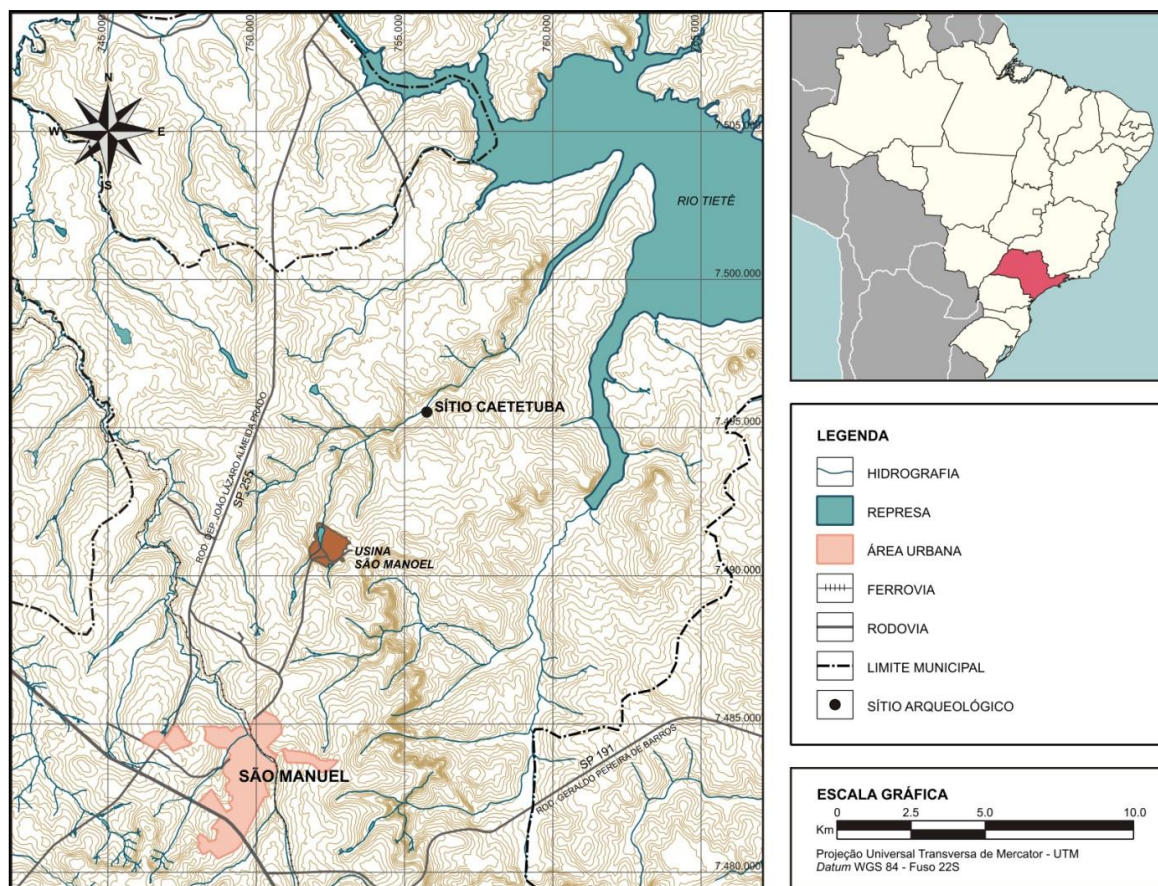 745.000
750.000
755.000
760.000
765.000
N
W
E
S
7.505.000
RIO TIETÊ
7.500.000
SÍTIO CAETETUBA
7.495.000
ROD. DEP. JOÃO LÁZARO ALMEIDA PRADO
SP 255
USINA
SÃO MANOEL
7.490.000
7.485.000
SP 191
ROD. GERALDO PEREIRA DE BARROS
SÃO MANUEL
7.480.000
LEGENDA
HIDROGRAFIA
REPRESA
ÁREA URBANA
FERROVIA
RODOVIA
LIMITE MUNICIPAL
SÍTIO ARQUEOLÓGICO
ESCALA GRÁFICA
Km
0
2.5
5.0
10.0
Projeção Universal Transversa de Mercator - UTM
Datum WGS 84 - Fuso 22S